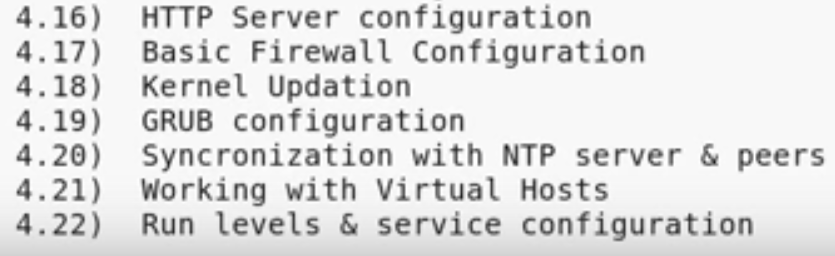 4.16) HTTP Server configuration
4.17) Basic Firewall Configuration
4.18) Kernel Updation
4.19) GRUB configuration
4.20) Syncronization with NTP server & peers
4.21) Working with Virtual Hosts
4.22) Run levels & service configuration